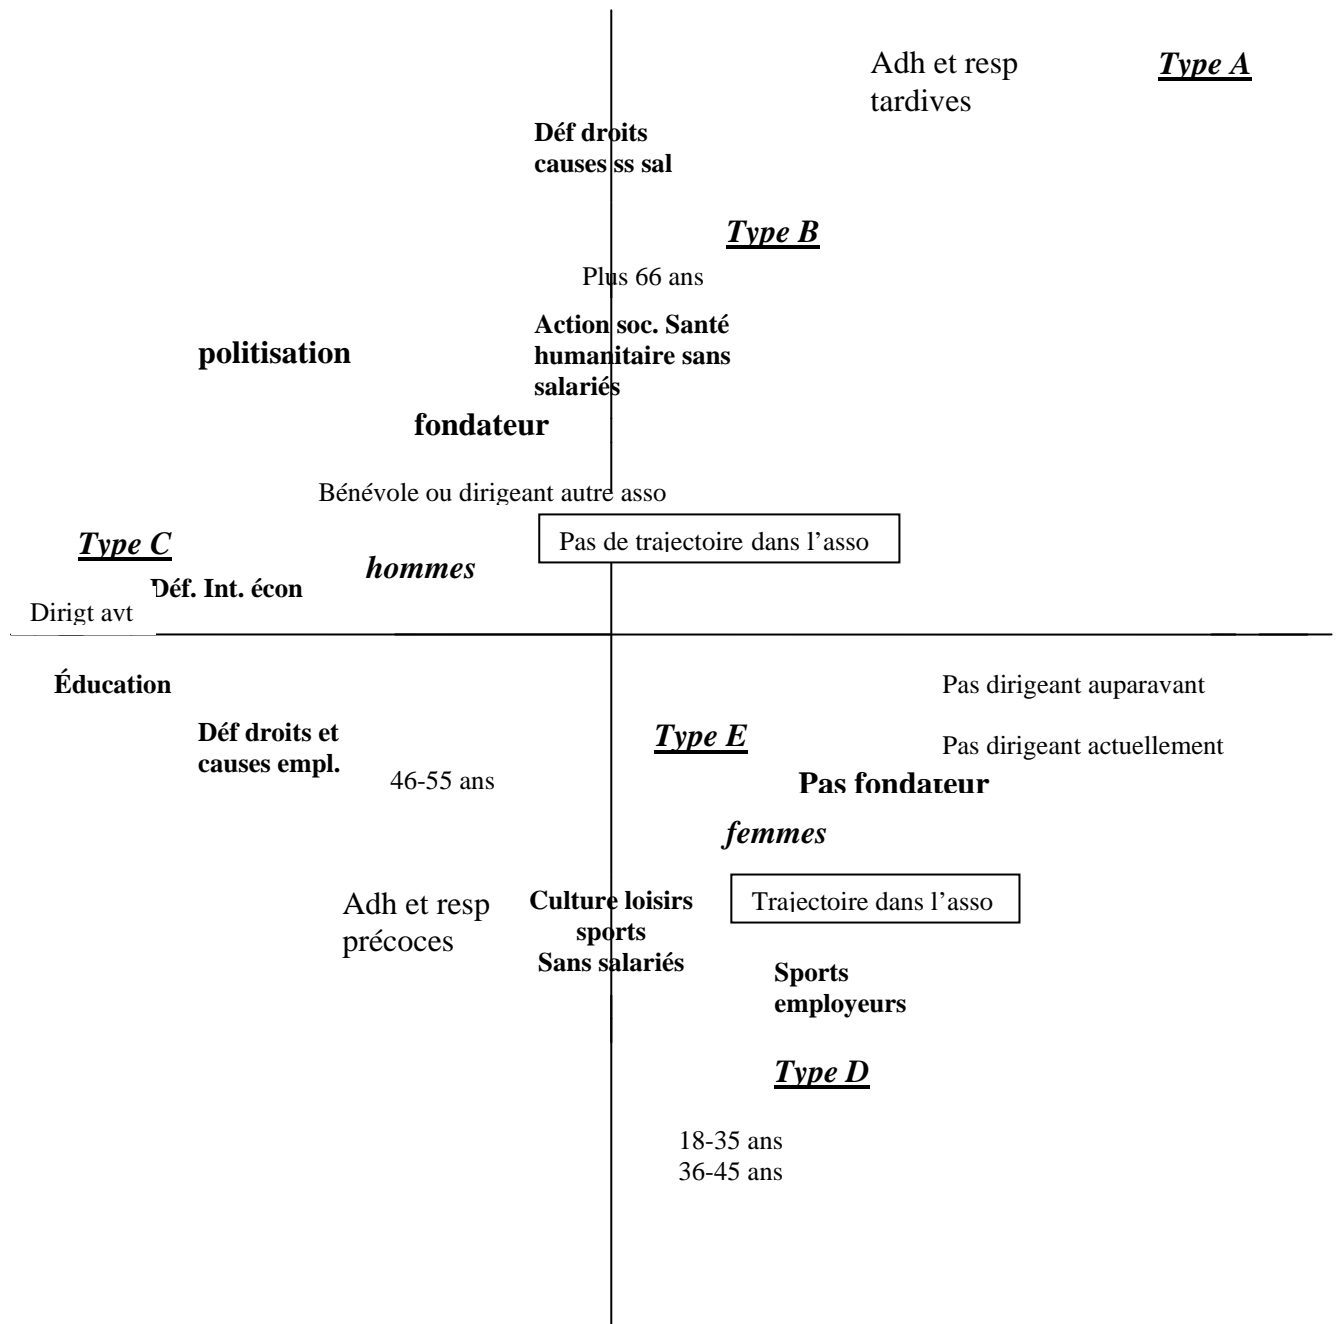 Adh et resp
tardives
Type A
Déf droits
causes ss sal
Type B
Plus 66 ans
Action soc. Santé
humanitaire sans
salariés
politisation
fondateur
Bénévole ou dirigeant autre asso
Pas de trajectoire dans l’asso
Type C
hommes
Déf. Int. écon
Dirigt avt
Éducation
Pas dirigeant auparavant
Déf droits et
causes empl.
Type E
Pas dirigeant actuellement
46-55 ans
Pas fondateur
femmes
Adh et resp
précoces
Culture loisirs
sports
Sans salariés
Trajectoire dans l’asso
Sports
employeurs
Type D
18-35 ans
36-45 ans